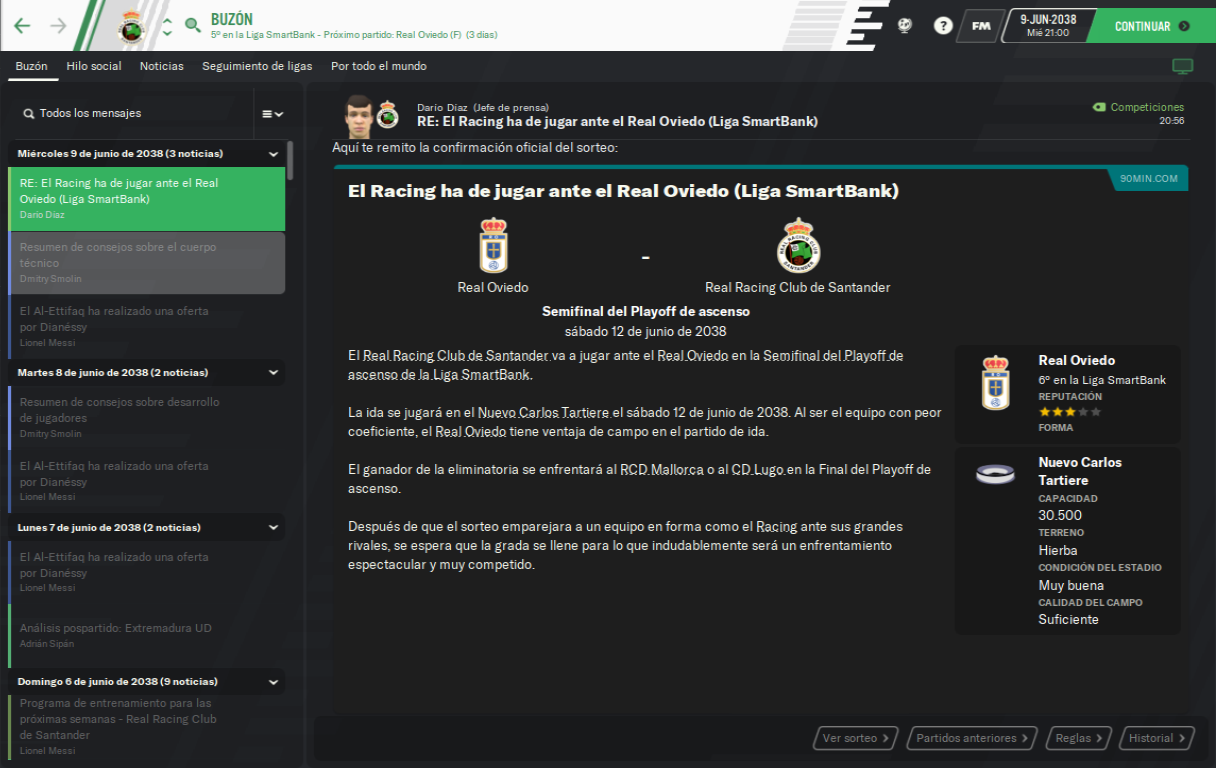 BUZÓN
5º en la Liga SmartBank - Próximo partido: Real Oviedo (F) (3 días)
?
FM
9-JUN-2038
Mié 21:00
CONTINUAR
Buzón
Hilo social
Noticias
Seguimiento de ligas
Por todo el mundo
Todos los mensajes
Miércoles 9 de junio de 2038 (3 noticias)
RE: El Racing ha de jugar ante el Real
Oviedo (Liga SmartBank)
Darío Díaz
Resumen de consejos sobre el cuerpo
técnico
Dmitry Smolin
El Al-Ettifaq ha realizado una oferta
por Dianéssy
Lionel Messi
Martes 8 de junio de 2038 (2 noticias)
Resumen de consejos sobre desarrollo
de jugadores
Dmitry Smolin
El Al-Ettifaq ha realizado una oferta
por Dianéssy
Lionel Messi
Lunes 7 de junio de 2038 (2 noticias)
El Al-Ettifaq ha realizado una oferta
por Dianéssy
Lionel Messi
Análisis pospartido: Extremadura UD
Adrián Sipán
Domingo 6 de junio de 2038 (9 noticias)
Programa de entrenamiento para las
próximas semanas - Real Racing Club
de Santander
Lionel Messi
Darío Díaz (Jefe de prensa)
RE: El Racing ha de jugar ante el Real Oviedo (Liga SmartBank)
Competiciones
20:56
Aquí te remito la confirmación oficial del sorteo:
90MIN.COM
El Racing ha de jugar ante el Real Oviedo (Liga SmartBank)
-
Real Oviedo
Real Racing Club de Santander
Semifinal del Playoff de ascenso
sábado 12 de junio de 2038
El Real Racing Club de Santander va a jugar ante el Real Oviedo en la Semifinal del Playoff de
ascenso de la Liga SmartBank.
La ida se jugará en el Nuevo Carlos Tartiere el sábado 12 de junio de 2038. Al ser el equipo con peor
coeficiente, el Real Oviedo tiene ventaja de campo en el partido de ida.
El ganador de la eliminatoria se enfrentará al RCD Mallorca o al CD Lugo en la Final del Playoff de
ascenso.
Después de que el sorteo emparejara a un equipo en forma como el Racing ante sus grandes
rivales, se espera que la grada se llene para lo que indudablemente será un enfrentamiento
espectacular y muy competido.
Real Oviedo
6º en la Liga SmartBank
REPUTACIÓN
FORMA
Nuevo Carlos
Tartiere
CAPACIDAD
30.500
TERRENO
Hierba
CONDICIÓN DEL ESTADIO
Muy buena
CALIDAD DEL CAMPO
Suficiente
Ver sorteo
Partidos anteriores
Reglas
Historial